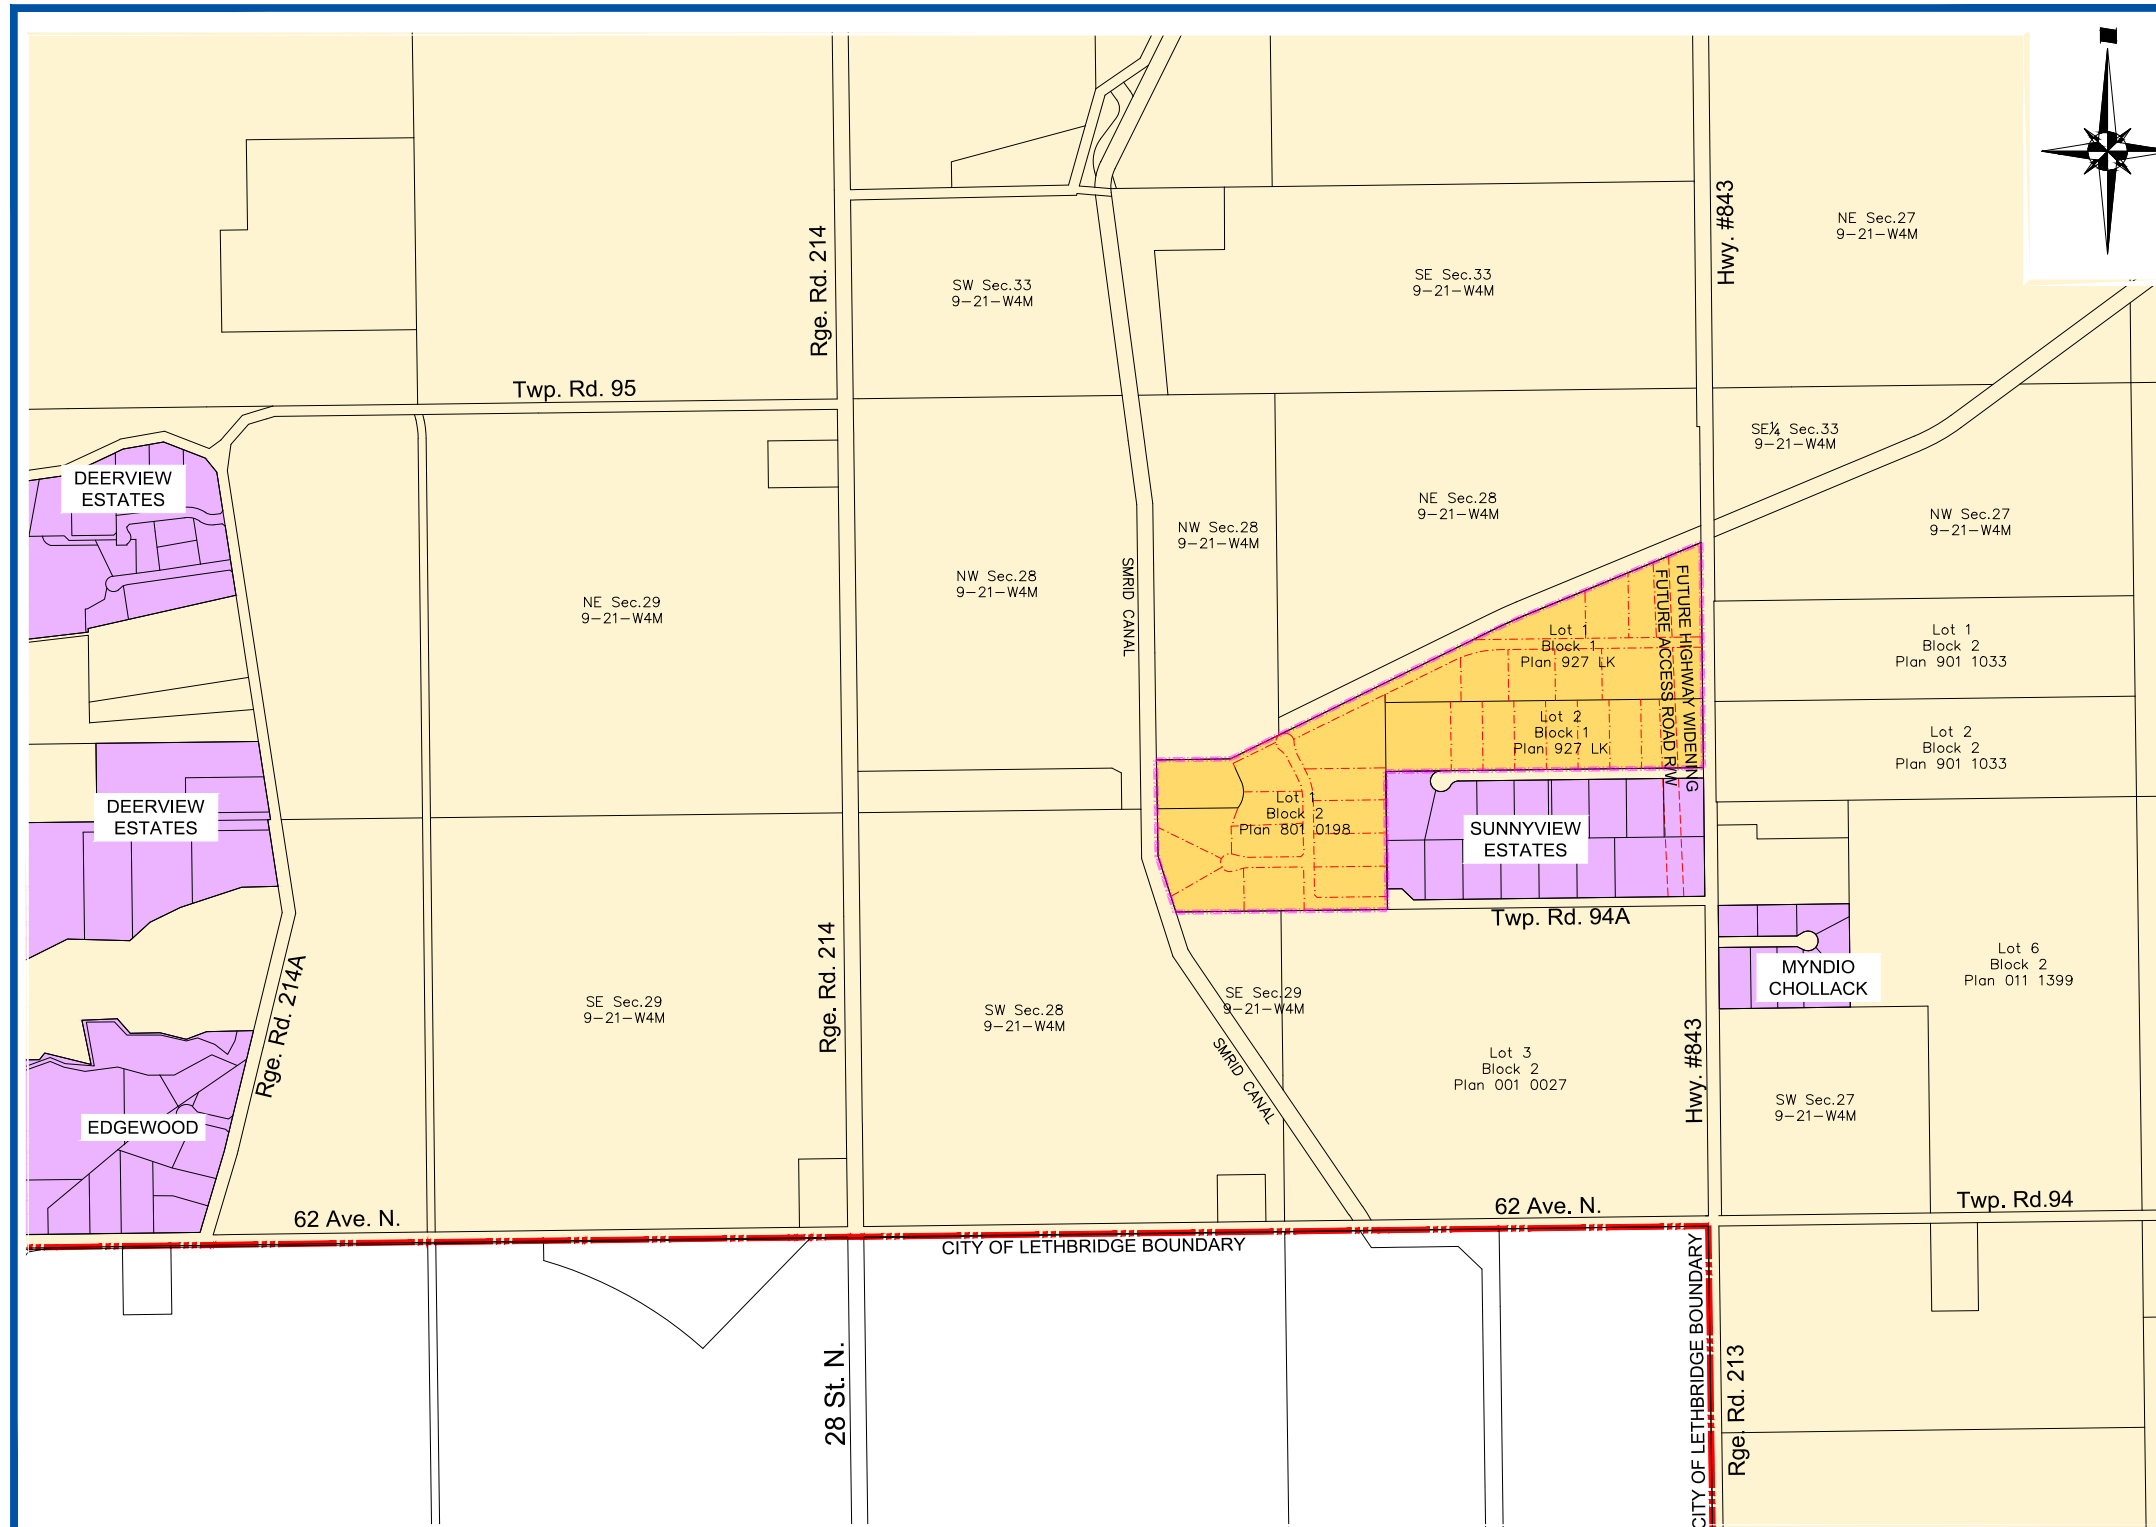 NE Sec.27
9-21-W4M
Hwy. #843
Rge. Rd. 214
SW Sec.33
9-21-W4M
SE Sec.33
9-21-W4M
Twp. Rd. 95
SE¼ Sec.33
9-21-W4M
DEERVIEW
ESTATES
NE Sec.28
9-21-W4M
NW Sec.27
9-21-W4M
NW Sec.28
9-21-W4M
NW Sec.28
9-21-W4M
NE Sec.29
9-21-W4M
SMRID CANAL
FUTURE HIGHWAY WIDENING
FUTURE ACCESS ROAD R/W
Lot 1
Block 1
Plan 927 LK
Lot 1
Block 2
Plan 901 1033
Lot 2
Block 1
Plan 927 LK
Lot 2
Block 2
Plan 901 1033
DEERVIEW
ESTATES
Lot 1
Block 2
Plan 801 0198
SUNNYVIEW
ESTATES
Twp. Rd. 94A
Rge. Rd. 214A
Rge. Rd. 214
SE Sec.29
9-21-W4M
SW Sec.28
9-21-W4M
SE Sec.29
9-21-W4M
MYNDIO
CHOLLACK
Lot 6
Block 2
Plan 011 1399
SMRID CANAL
Lot 3
Block 2
Plan 001 0027
Hwy. #843
SW Sec.27
9-21-W4M
EDGEWOOD
62 Ave. N.
62 Ave. N.
Twp. Rd.94
CITY OF LETHBRIDGE BOUNDARY
CITY OF LETHBRIDGE BOUNDARY
28 St. N.
Rge. Rd. 213